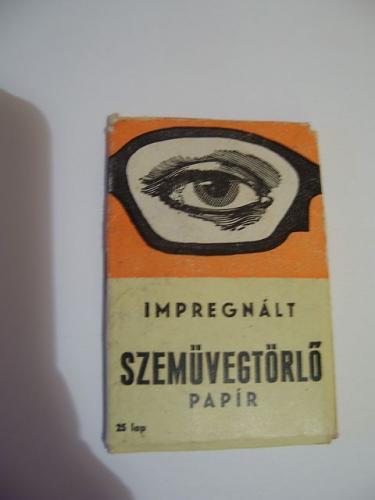 IMPREGNÁLT
SZEMÜVEGTÖRLŐ
PAPÍR
25 lap